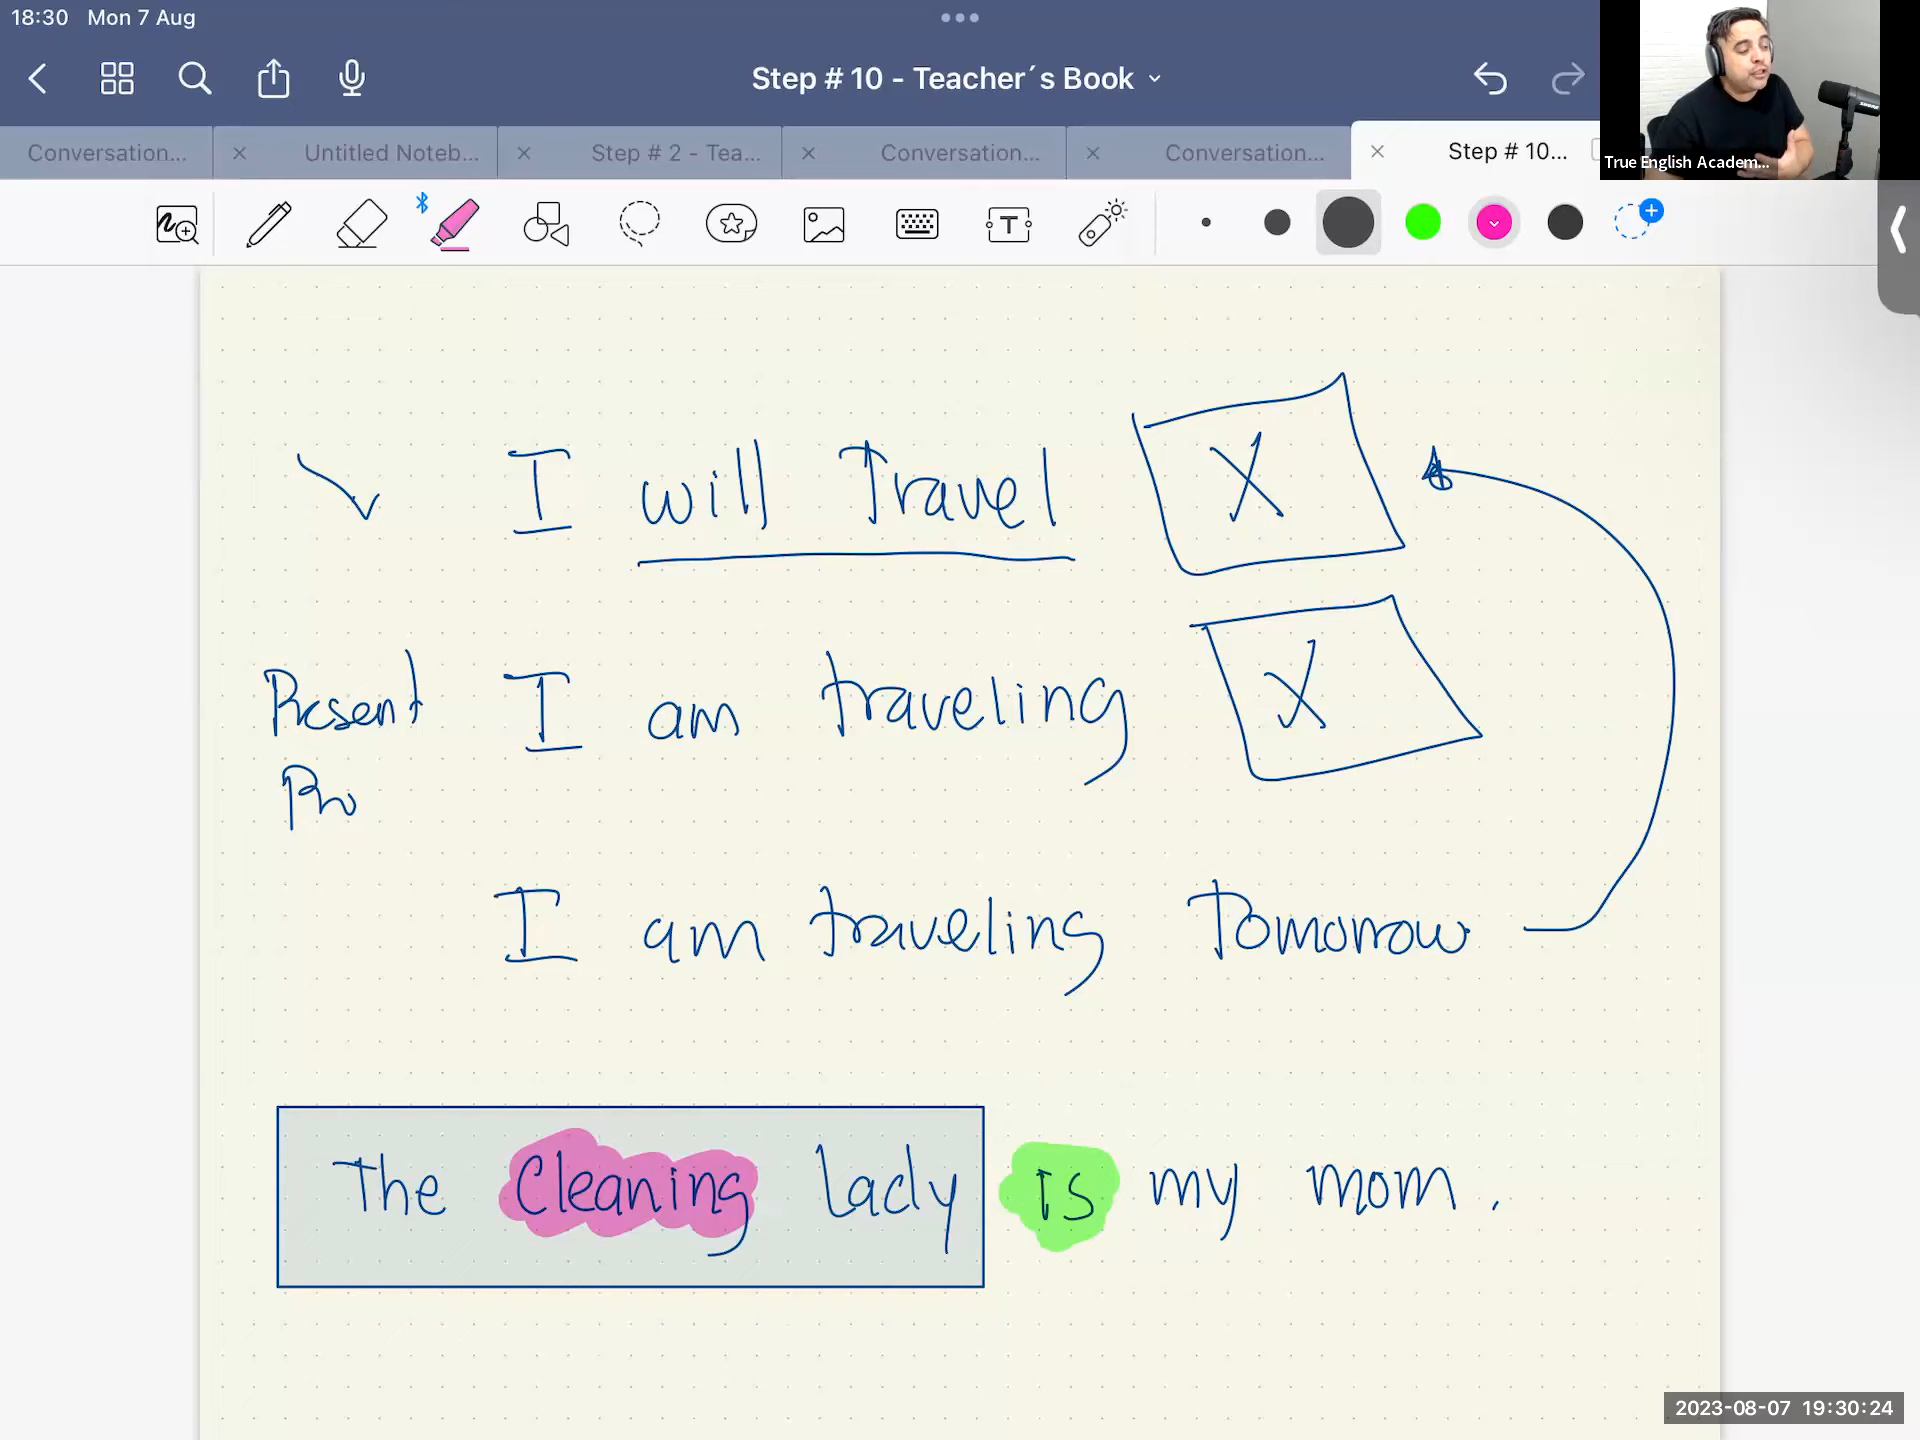 18:30 Mon 7 Aug
Step # 10 - Teacher´s Book
Conversation...
Untitled Noteb...
Step # 2 - Tea...
Conversation...
Conversation...
Step # 10...
True English Academ...
T
I will Travel X
Present I am traveling X
Pro
I am traveling Tomorrow
The Cleaning lady is my mom.
2023-08-07 19:30:24